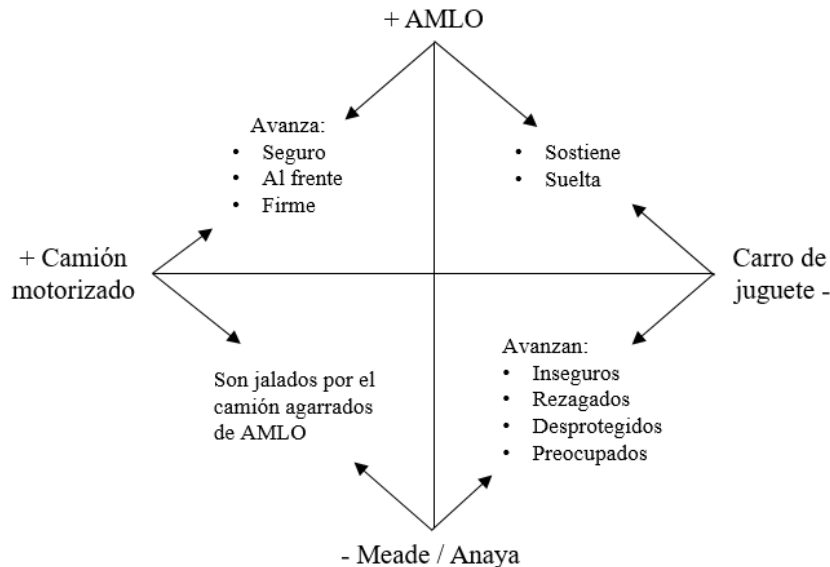 + AMLO
Avanza:
• Seguro
• Al frente
• Firme
• Sostiene
• Suelta
+ Camión
motorizado
Carro de
juguete -
Son jalados por el
camión agarrados
de AMLO
Avanzan:
• Inseguros
• Rezagados
• Desprotegidos
• Preocupados
- Meade / Anaya